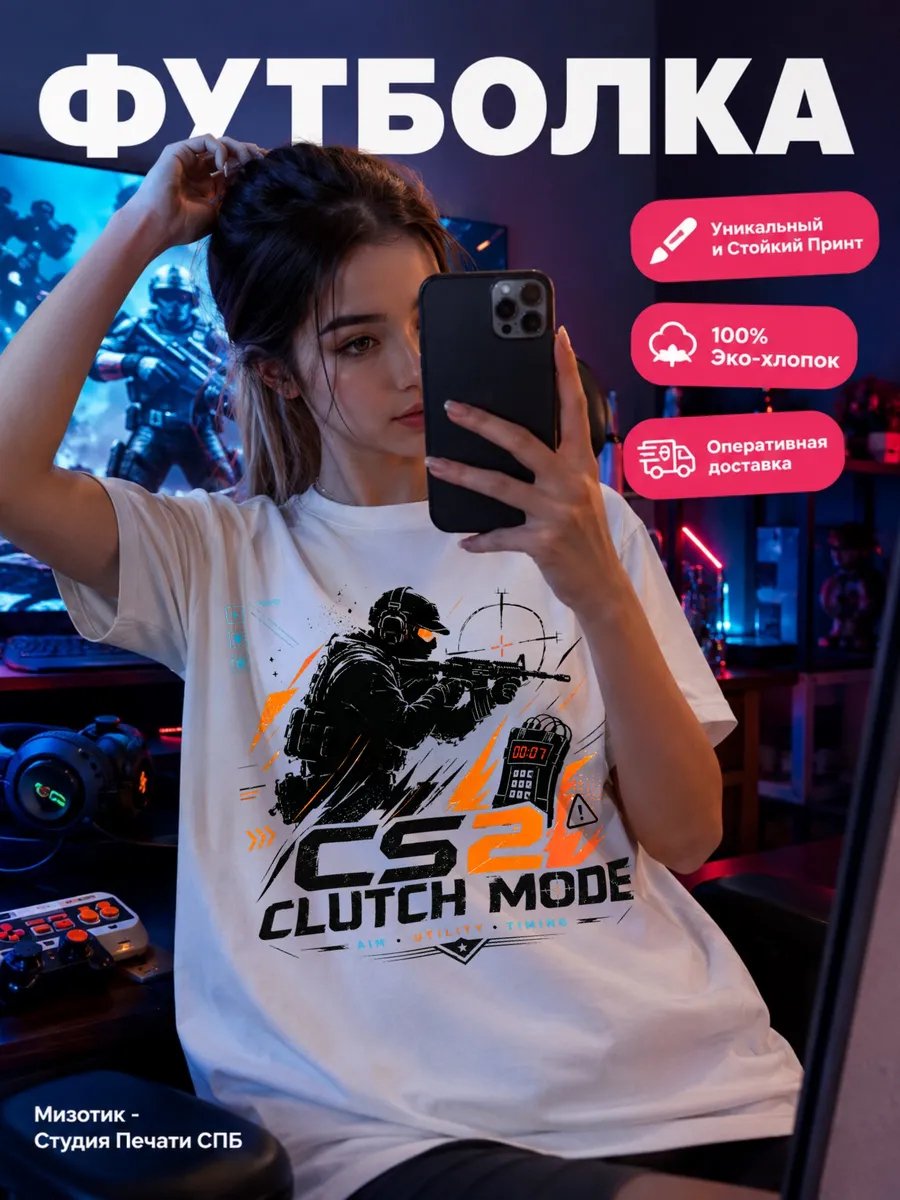 ФУТБОЛКА
Уникальный
и Стойкий Принт
100%
Эко-хлопок
Оперативная
доставка
00:07
CS2
CLUTCH MODE
AIM • UTILITY • TIMING
Мизотик -
Студия Печати СПБ